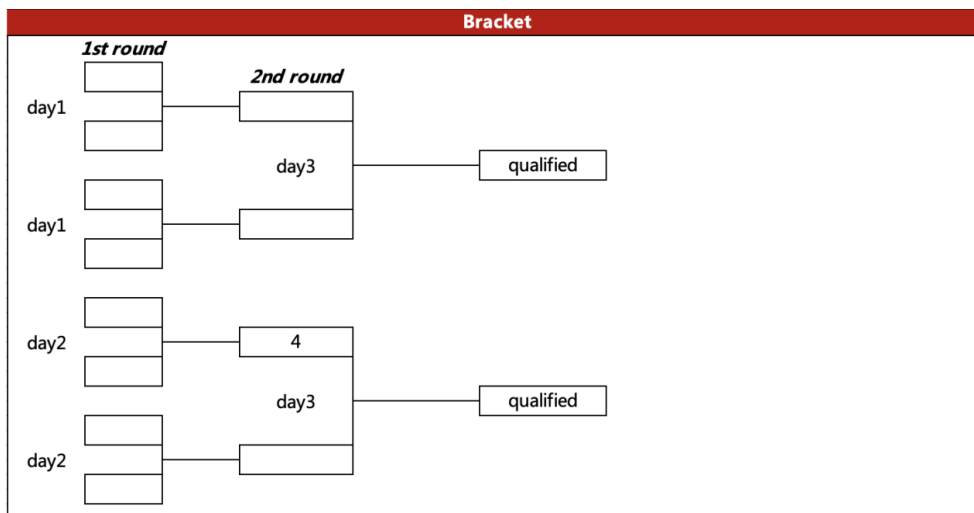 Bracket
1st round
2nd round
day1
day3
qualified
day1
day2
4
day3
qualified
day2